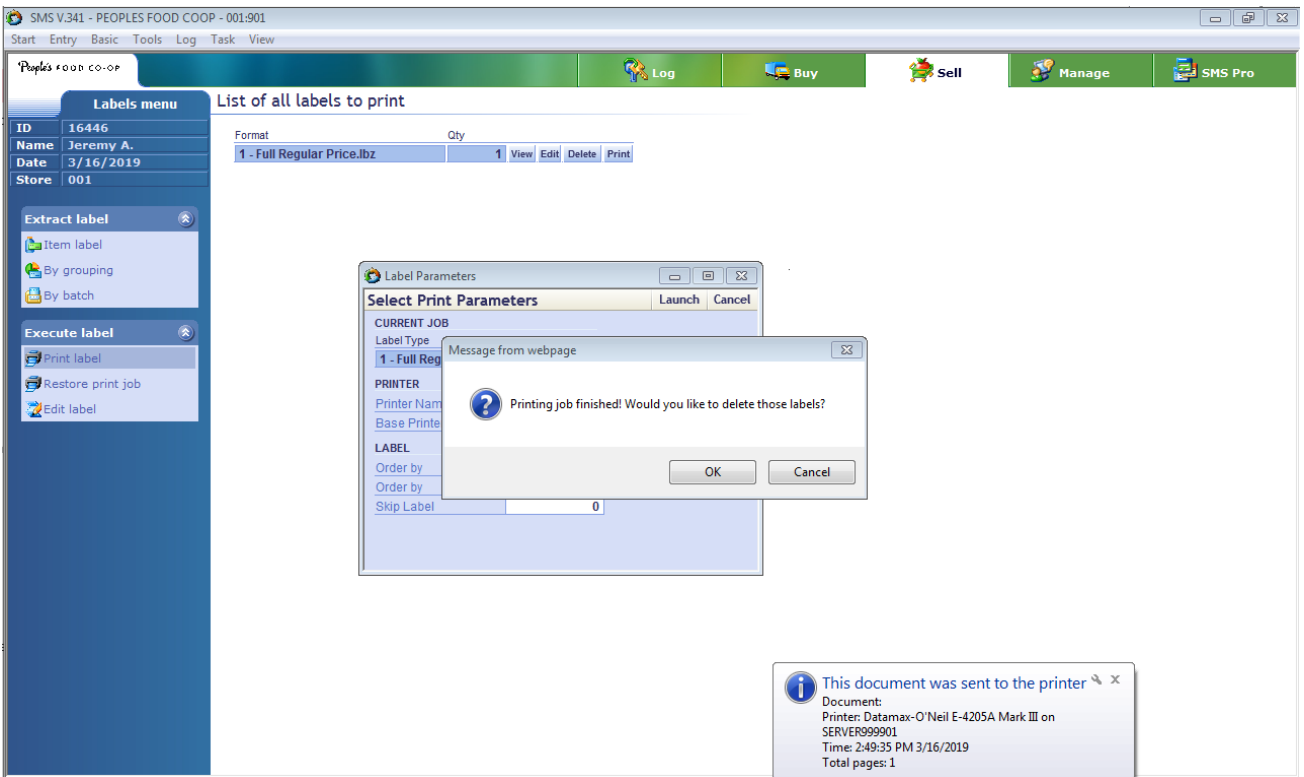 SMS V.341 - PEOPLES FOOD COOP - 001:901
Start Entry Basic Tools Log Task View
People's FOOD CO-OP
Log Buy Sell Manage SMS Pro
Labels menu
List of all labels to print
ID 16446
Name Jeremy A.
Date 3/16/2019
Store 001
Format Qty
1 - Full Regular Price.lbz 1 View Edit Delete Print
Extract label
Item label
By grouping
By batch
Execute label
Print label
Restore print job
Edit label
Label Parameters
Select Print Parameters Launch Cancel
CURRENT JOB
Label Type
1 - Full Reg
PRINTER
Printer Nam
Base Printe
LABEL
Order by
Order by
Skip Label 0
Message from webpage
Printing job finished! Would you like to delete those labels?
OK Cancel
This document was sent to the printer
Document:
Printer: Datamax-O'Neil E-4205A Mark III on
SERVER999901
Time: 2:49:35 PM 3/16/2019
Total pages: 1